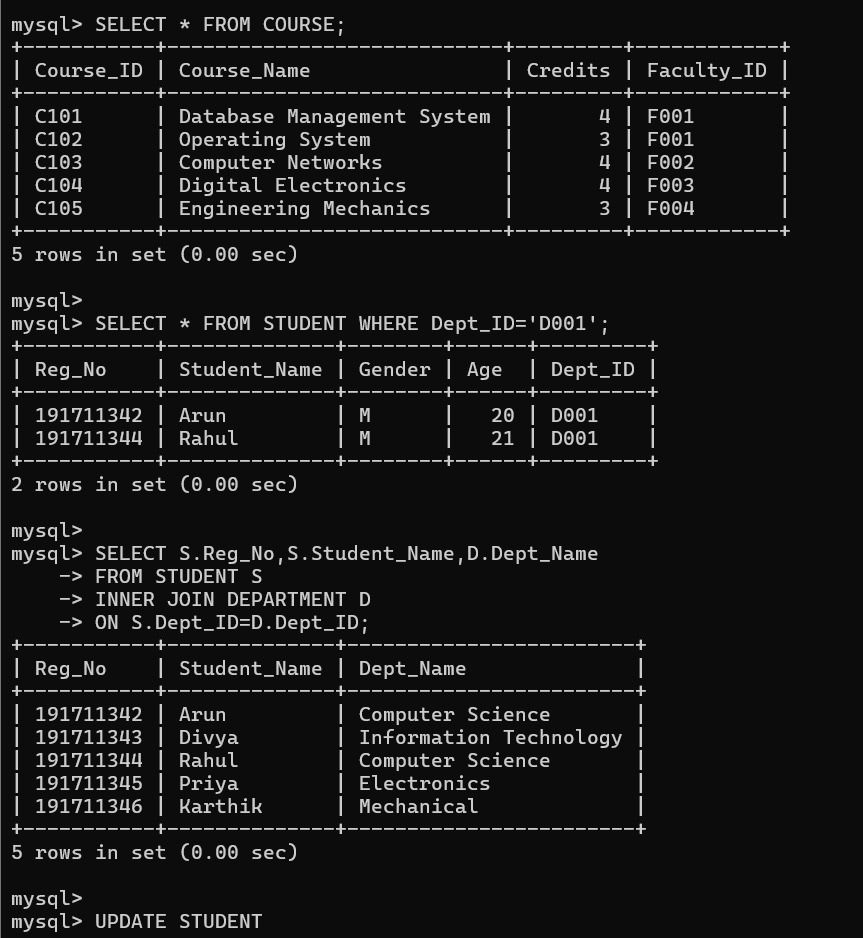 mysql> SELECT * FROM COURSE;
+-----------+----------------------------+---------+------------+
| Course_ID | Course_Name                | Credits | Faculty_ID |
+-----------+----------------------------+---------+------------+
| C101      | Database Management System |       4 | F001       |
| C102      | Operating System           |       3 | F001       |
| C103      | Computer Networks          |       4 | F002       |
| C104      | Digital Electronics        |       4 | F003       |
| C105      | Engineering Mechanics      |       3 | F004       |
+-----------+----------------------------+---------+------------+
5 rows in set (0.00 sec)

mysql>
mysql> SELECT * FROM STUDENT WHERE Dept_ID='D001';
+-----------+--------------+--------+------+---------+
| Reg_No    | Student_Name | Gender | Age  | Dept_ID |
+-----------+--------------+--------+------+---------+
| 191711342 | Arun         | M      |   20 | D001    |
| 191711344 | Rahul        | M      |   21 | D001    |
+-----------+--------------+--------+------+---------+
2 rows in set (0.00 sec)

mysql>
mysql> SELECT S.Reg_No,S.Student_Name,D.Dept_Name
    -> FROM STUDENT S
    -> INNER JOIN DEPARTMENT D
    -> ON S.Dept_ID=D.Dept_ID;
+-----------+--------------+------------------------+
| Reg_No    | Student_Name | Dept_Name              |
+-----------+--------------+------------------------+
| 191711342 | Arun         | Computer Science       |
| 191711343 | Divya        | Information Technology |
| 191711344 | Rahul        | Computer Science       |
| 191711345 | Priya        | Electronics            |
| 191711346 | Karthik      | Mechanical             |
+-----------+--------------+------------------------+
5 rows in set (0.00 sec)

mysql>
mysql> UPDATE STUDENT